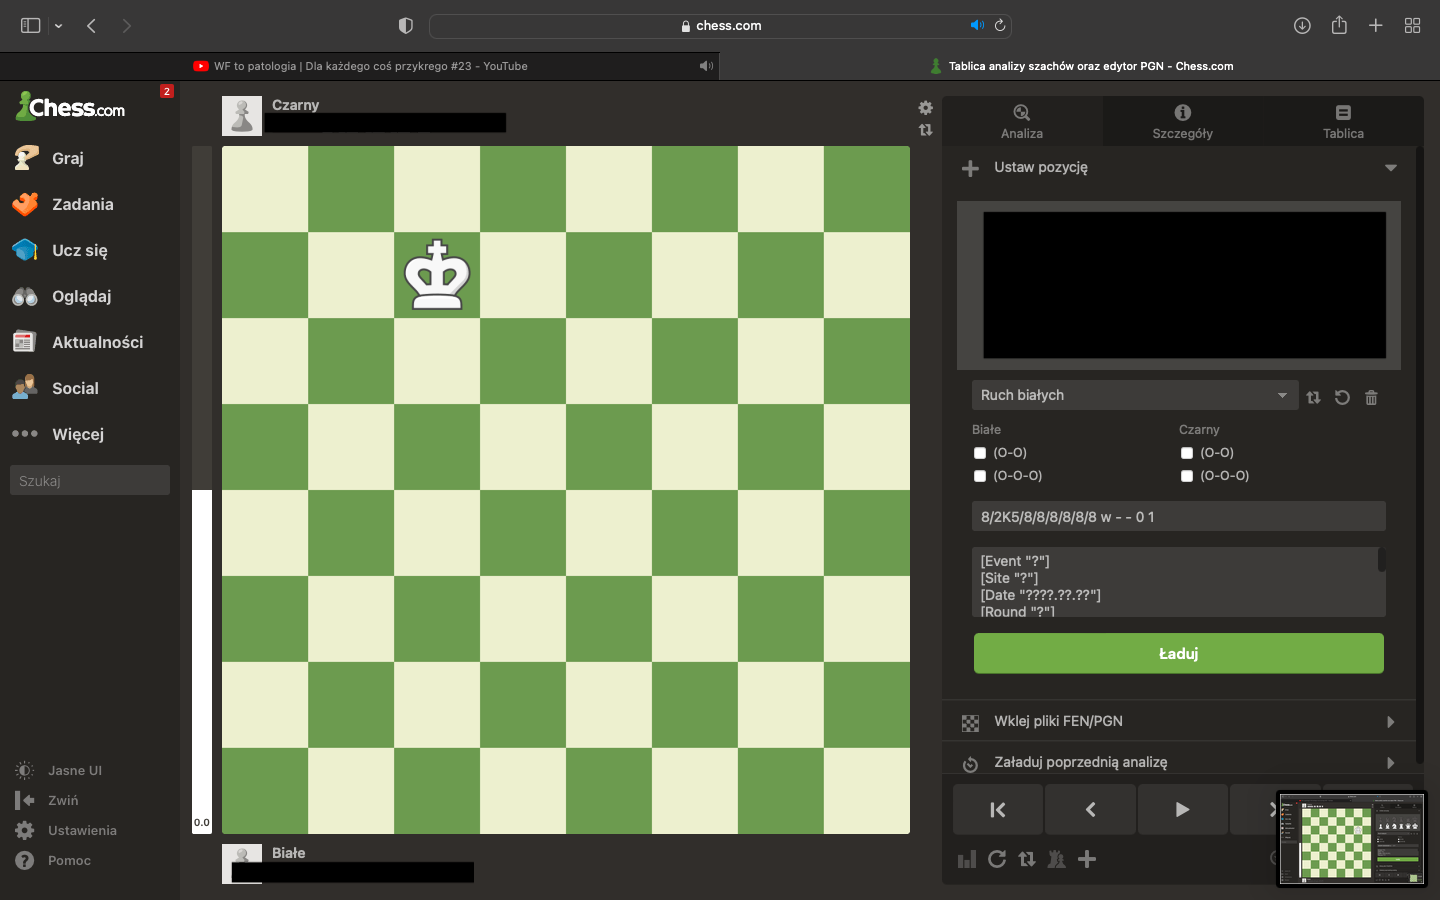 chess.com
WF to patologia | Dla każdego coś przykrego #23 - YouTube
Tablica analizy szachów oraz edytor PGN - Chess.com
Chess.com
2
Graj
Zadania
Ucz się
Oglądaj
Aktualności
Social
Więcej
Szukaj
Jasne UI
Zwiń
Ustawienia
Pomoc
Czarny
0.0
Białe
Analiza
Szczegóły
Tablica
Ustaw pozycję
Ruch białych
Białe
Czarny
(O-O)
(O-O)
(O-O-O)
(O-O-O)
8/2K5/8/8/8/8/8/8 w - - 0 1
[Event "?"]
[Site "?"]
[Date "????.??.??"]
[Round "?"]
Ładuj
Wklej pliki FEN/PGN
Załaduj poprzednią analizę